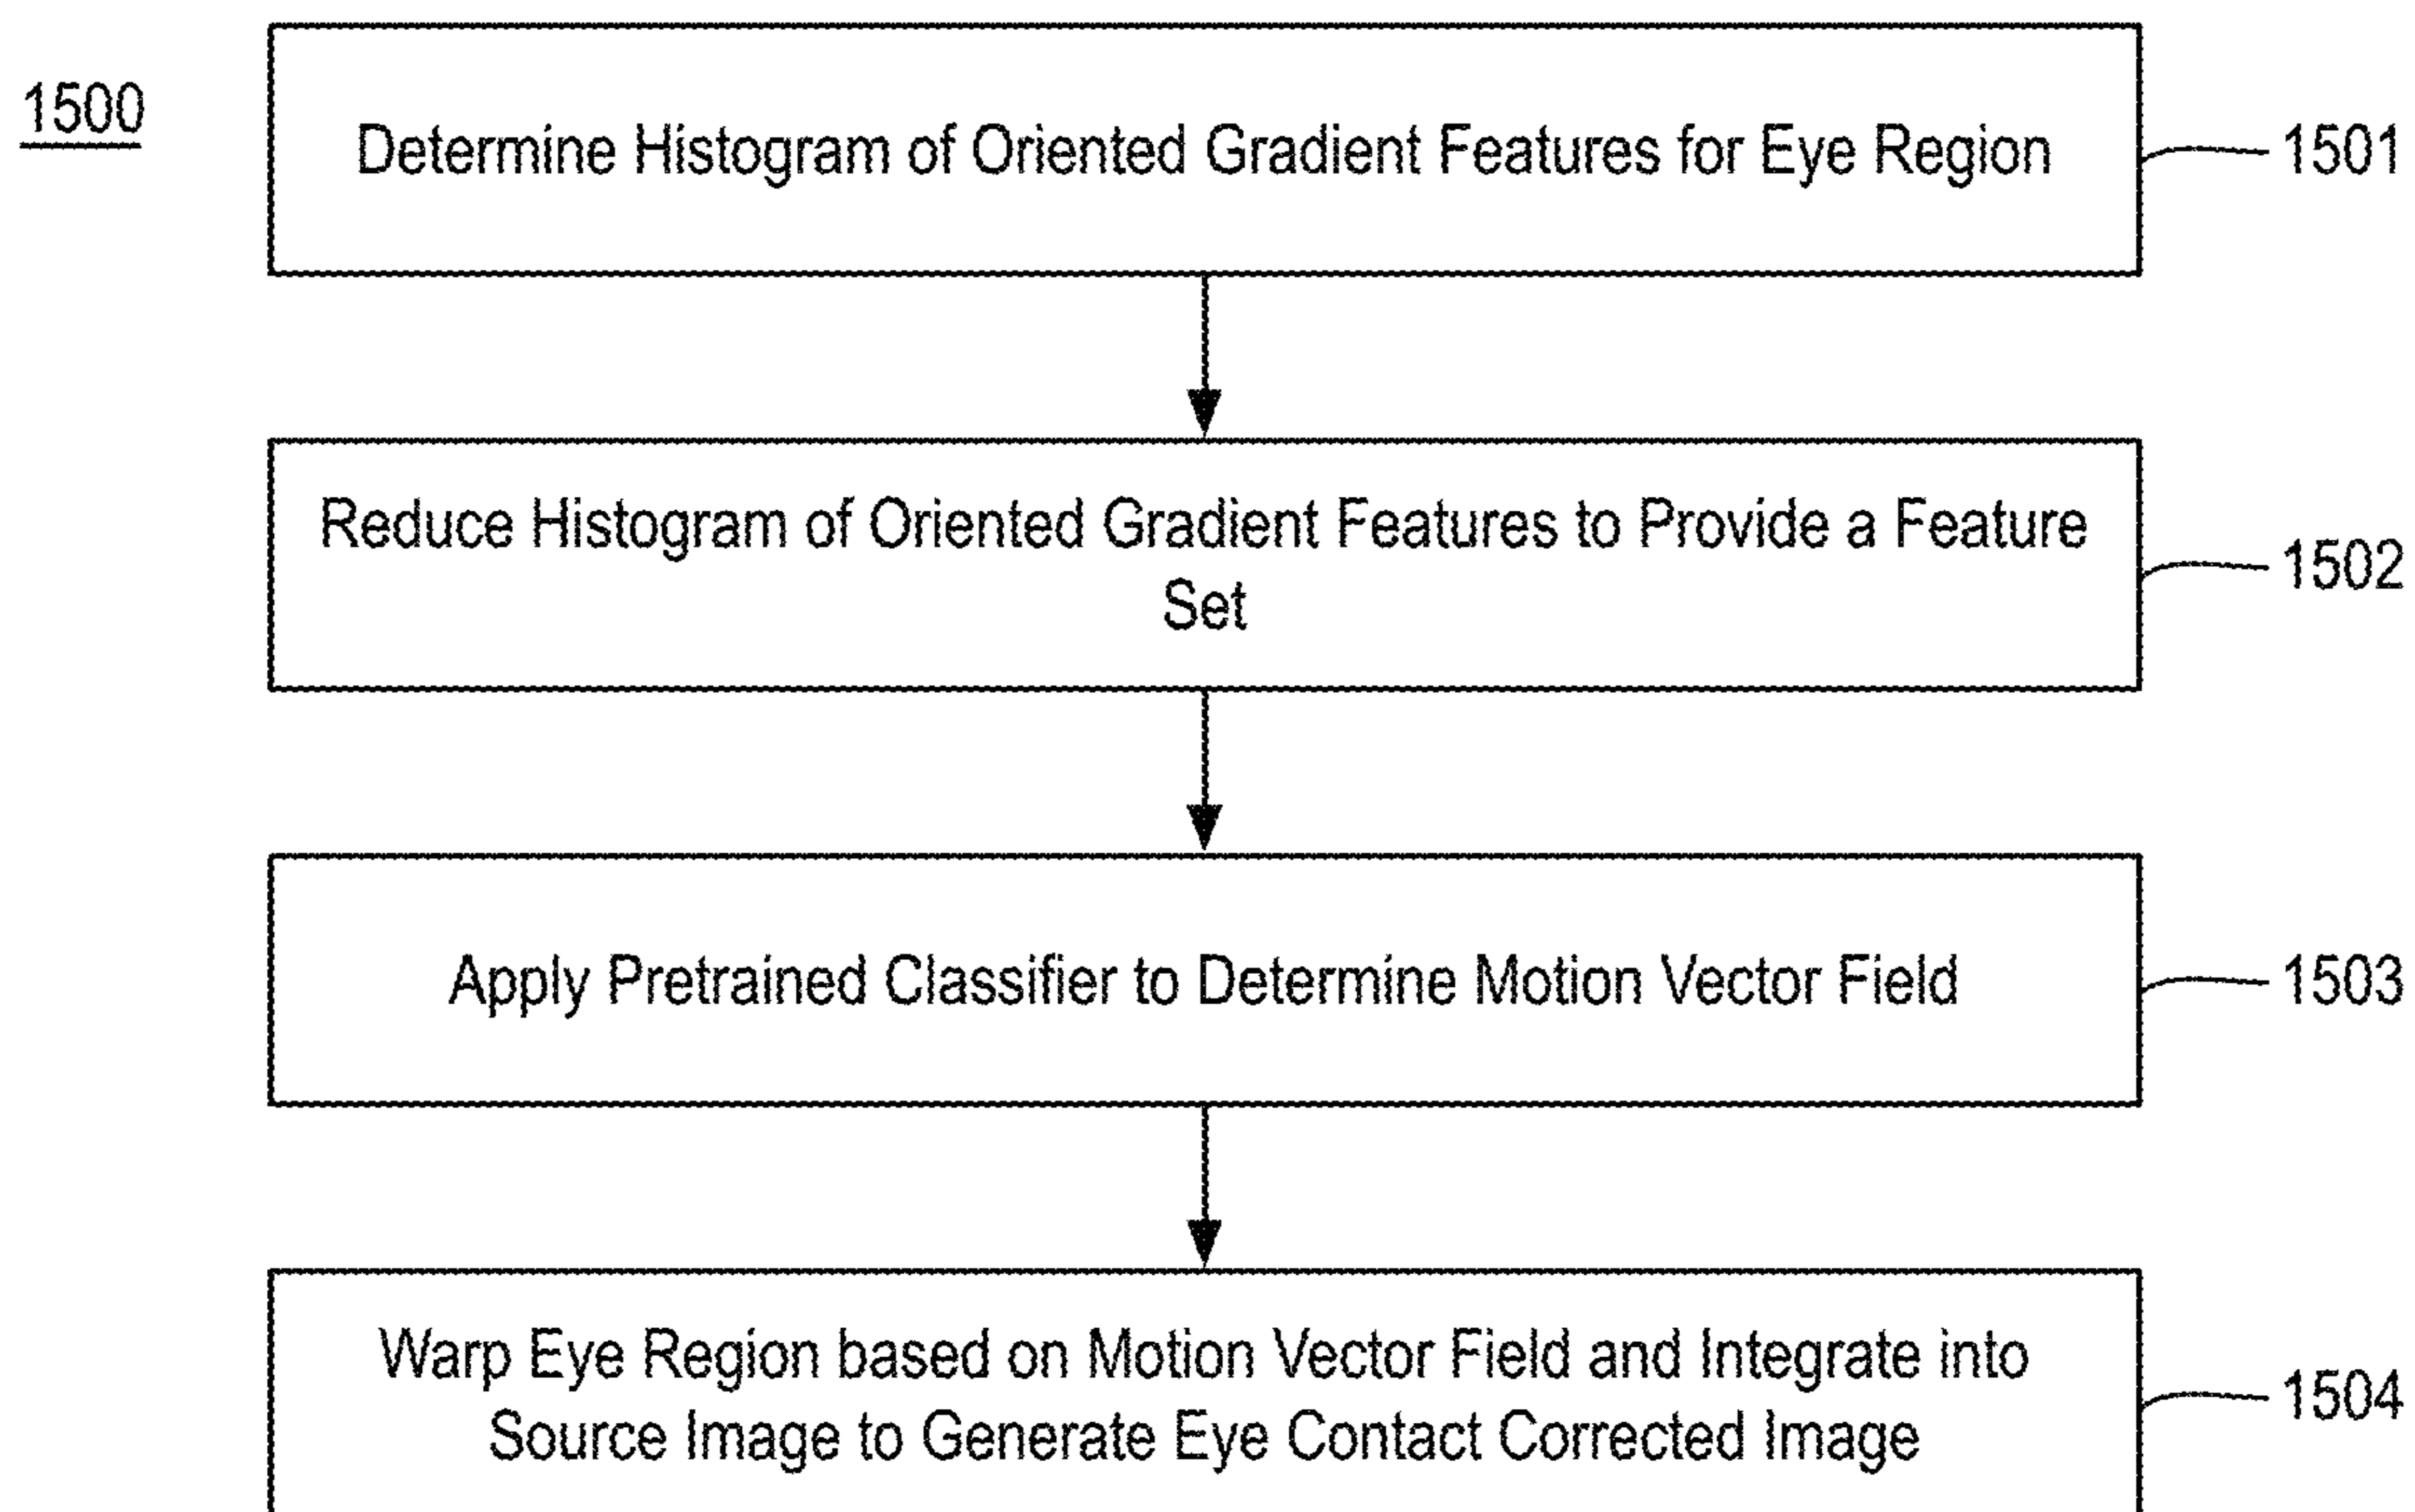 1500
Determine Histogram of Oriented Gradient Features for Eye Region
1501
Reduce Histogram of Oriented Gradient Features to Provide a Feature
Set
1502
Apply Pretrained Classifier to Determine Motion Vector Field
1503
Warp Eye Region based on Motion Vector Field and Integrate into
Source Image to Generate Eye Contact Corrected Image
1504